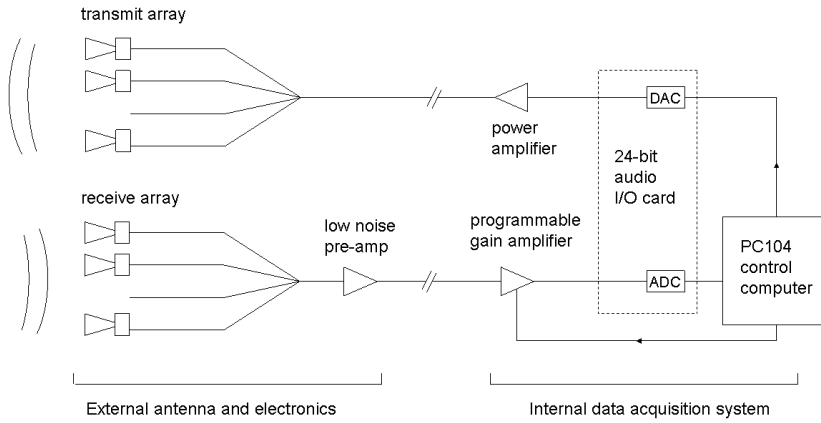 transmit array
DAC
power
amplifier
24-bit
audio
I/O card
receive array
low noise
pre-amp
programmable
gain amplifier
ADC
PC104
control
computer
External antenna and electronics
Internal data acquisition system